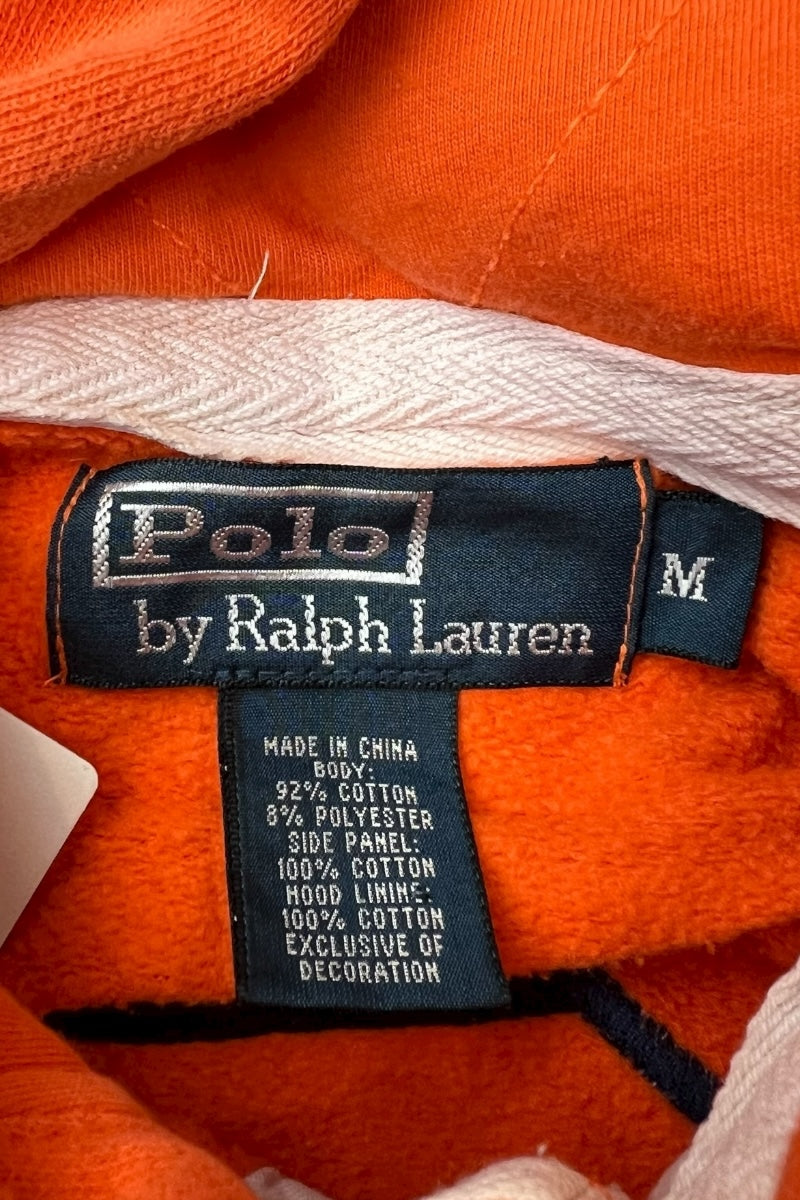 Polo
by Ralph Lauren
M
MADE IN CHINA
BODY:
92% COTTON
8% POLYESTER
SIDE PANEL:
100% COTTON
HOOD LINING:
100% COTTON
EXCLUSIVE OF
DECORATION